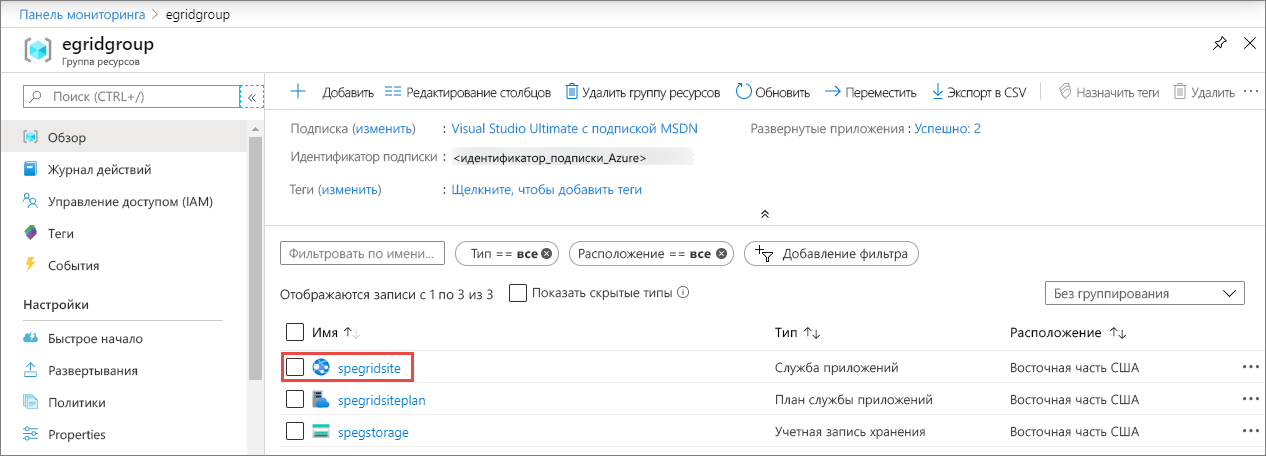 Панель мониторинга > egridgroup
egridgroup
Группа ресурсов
Поиск (CTRL+/) «
Обзор
Журнал действий
Управление доступом (IAM)
Теги
События
Настройки
Быстрое начало
Развертывания
Политики
Properties
Добавить Редактирование столбцов Удалить группу ресурсов Обновить Переместить Экспорт в CSV Назначить теги Удалить ...
Подписка (изменить) : Visual Studio Ultimate с подпиской MSDN Развернутые приложения : Успешно: 2
Идентификатор подписки : <идентификатор_подписки_Azure>
Теги (изменить) : Щелкните, чтобы добавить теги
Фильтровать по имени... Тип == все Расположение == все Добавление фильтра
Отображаются записи с 1 по 3 из 3 Показать скрытые типы Без группирования
Имя ↑↓ Тип ↑↓ Расположение ↑↓
spegridsite Служба приложений Восточная часть США ...
spegridsiteplan План службы приложений Восточная часть США ...
spegstorage Учетная запись хранения Восточная часть США ...